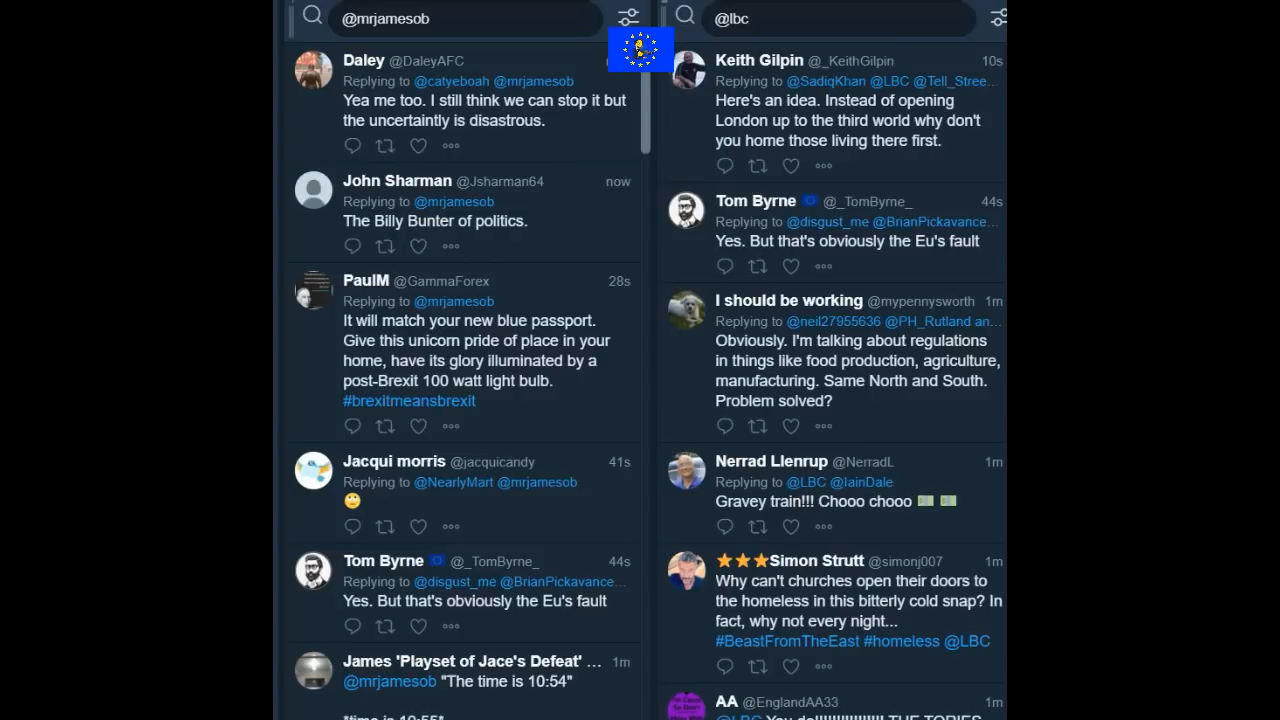 @mrjamesob
Daley @DaleyAFC
Replying to @catyeboah @mrjamesob
Yea me too. I still think we can stop it but
the uncertaintly is disastrous.
John Sharman @Jsharman64 now
Replying to @mrjamesob
The Billy Bunter of politics.
PaulM @GammaForex 28s
Replying to @mrjamesob
It will match your new blue passport.
Give this unicorn pride of place in your
home, have its glory illuminated by a
post-Brexit 100 watt light bulb.
#brexitmeansbrexit
Jacqui morris @jacquicandy 41s
Replying to @NearlyMart @mrjamesob
🙄
Tom Byrne 🇪🇺 @_TomByrne_ 44s
Replying to @disgust_me @BrianPickavance…
Yes. But that's obviously the Eu's fault
James 'Playset of Jace's Defeat' … 1m
@mrjamesob "The time is 10:54"
*time is 10:55*
@lbc
Keith Gilpin @_KeithGilpin 10s
Replying to @SadiqKhan @LBC @Tell_Stree…
Here's an idea. Instead of opening
London up to the third world why don't
you home those living there first.
Tom Byrne 🇪🇺 @_TomByrne_ 44s
Replying to @disgust_me @BrianPickavance…
Yes. But that's obviously the Eu's fault
I should be working @mypennysworth 1m
Replying to @neil27955636 @PH_Rutland an…
Obviously. I'm talking about regulations
in things like food production, agriculture,
manufacturing. Same North and South.
Problem solved?
Nerrad Llenrup @NerradL 1m
Replying to @LBC @IainDale
Gravey train!!! Chooo chooo 💵 💵
⭐⭐⭐Simon Strutt @simonj007 1m
Why can't churches open their doors to
the homeless in this bitterly cold snap? In
fact, why not every night...
#BeastFromTheEast #homeless @LBC
AA @EnglandAA33 1m
@LBC You do!!!!!!!!!!!!!!!!! THE TORIES